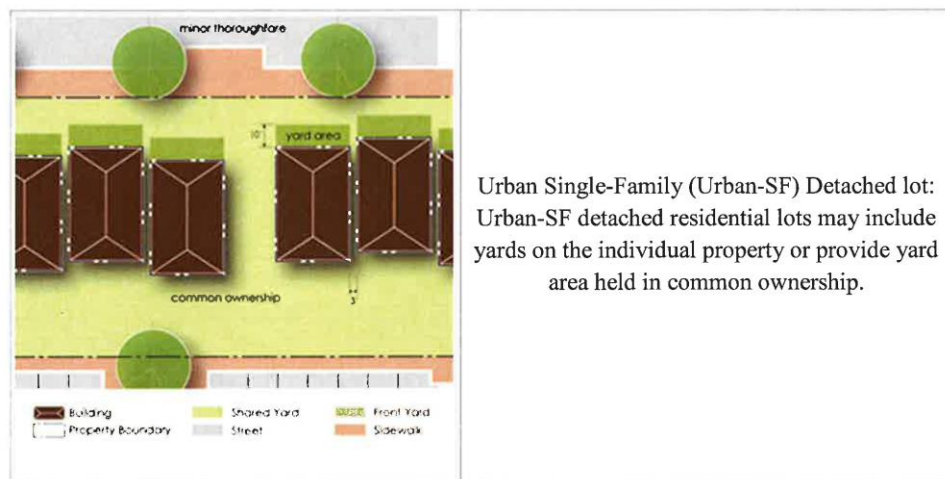 minor thoroughfare
10'
yard area
common ownership
3'
Building
Shared Yard
Front Yard
Property Boundary
Street
Sidewalk
Urban Single-Family (Urban-SF) Detached lot:
Urban-SF detached residential lots may include
yards on the individual property or provide yard
area held in common ownership.